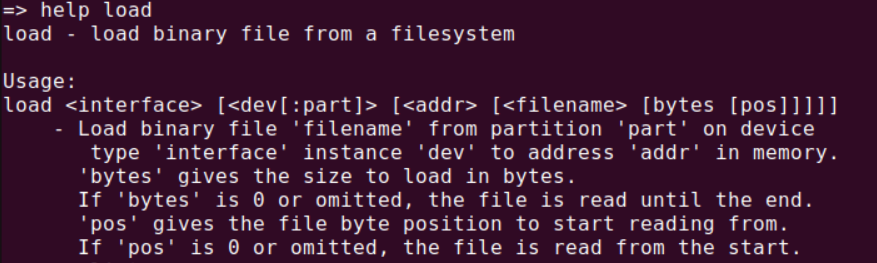 => help load
load - load binary file from a filesystem

Usage:
load <interface> [<dev[:part]> [<addr> [<filename> [bytes [pos]]]]]
    - Load binary file 'filename' from partition 'part' on device
       type 'interface' instance 'dev' to address 'addr' in memory.
      'bytes' gives the size to load in bytes.
      If 'bytes' is 0 or omitted, the file is read until the end.
      'pos' gives the file byte position to start reading from.
      If 'pos' is 0 or omitted, the file is read from the start.